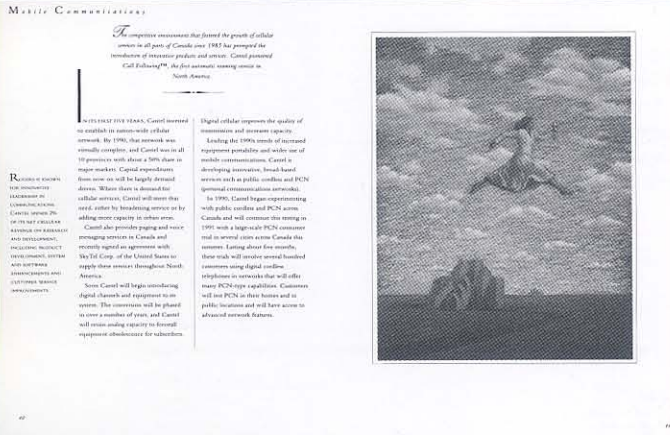 Mobile Communications
The competitive environment that fostered the growth of cellular
services in all parts of Canada since 1985 has prompted the
introduction of innovative products and services. Cantel pioneered
Call Following™, the first automatic roaming service in
North America.
ROGERS IS KNOWN
FOR INNOVATIVE
LEADERSHIP IN
COMMUNICATIONS.
CANTEL SPENDS 2%
OF ITS NET CELLULAR
REVENUE ON RESEARCH
AND DEVELOPMENT,
INCLUDING PRODUCT
DEVELOPMENT, SYSTEM
AND SOFTWARE
ENHANCEMENTS AND
CUSTOMER SERVICE
IMPROVEMENTS.
IN ITS FIRST FIVE YEARS, Cantel invested
to establish its nation-wide cellular
network. By 1990, that network was
virtually complete, and Cantel was in all
10 provinces with about a 50% share in
major markets. Capital expenditures
from now on will be largely demand
driven. Where there is demand for
cellular services, Cantel will meet that
need, either by broadening service or by
adding more capacity in urban areas.
Cantel also provides paging and voice
messaging services in Canada and
recently signed an agreement with
SkyTel Corp. of the United States to
supply these services throughout North
America.
Soon Cantel will begin introducing
digital channels and equipment to its
system. The conversion will be phased
in over a number of years, and Cantel
will retain analog capacity to forestall
equipment obsolescence for subscribers.
Digital cellular improves the quality of
transmission and increases capacity.
Leading the 1990s trends of increased
equipment portability and wider use of
mobile communications, Cantel is
developing innovative, broad-based
services such as public cordless and PCN
(personal communications networks).
In 1990, Cantel began experimenting
with public cordless and PCN across
Canada and will continue this testing in
1991 with a large-scale PCN consumer
trial in several cities across Canada this
summer. Lasting about five months,
these trials will involve several hundred
customers using digital cordless
telephones in networks that will offer
many PCN-type capabilities. Customers
will test PCN in their homes and in
public locations and will have access to
advanced network features.